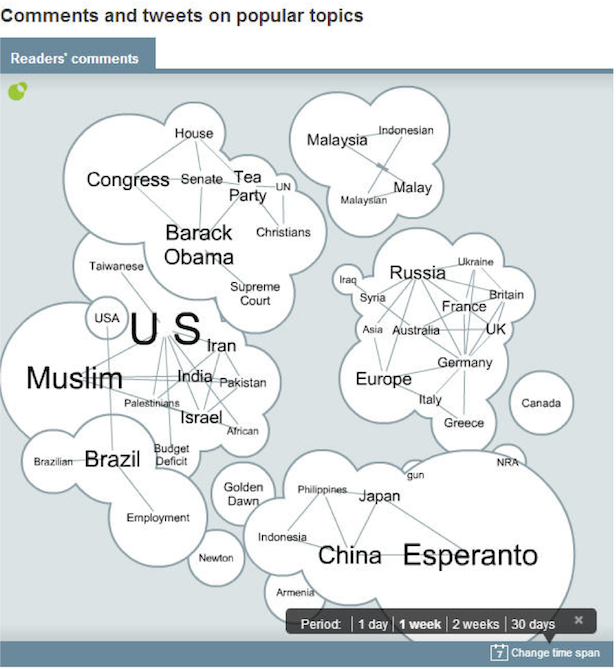 Comments and tweets on popular topics
Readers' comments
House
Congress
Senate
Tea
Party
UN
Barack
Obama
Christians
Supreme
Court
Malaysia
Indonesian
Malaysian
Malay
Taiwanese
USA
U S
Iran
Muslim
India
Pakistan
Palestinians
Israel
African
Budget
Deficit
Brazilian
Brazil
Employment
Russia
Ukraine
Iraq
Syria
Britain
France
Asia
Australia
UK
Germany
Europe
Italy
Greece
Canada
Golden
Dawn
Newton
NRA
gun
Philippines
Japan
Indonesia
China
Esperanto
Armenia
Period: | 1 day | 1 week | 2 weeks | 30 days ×
7 Change time span